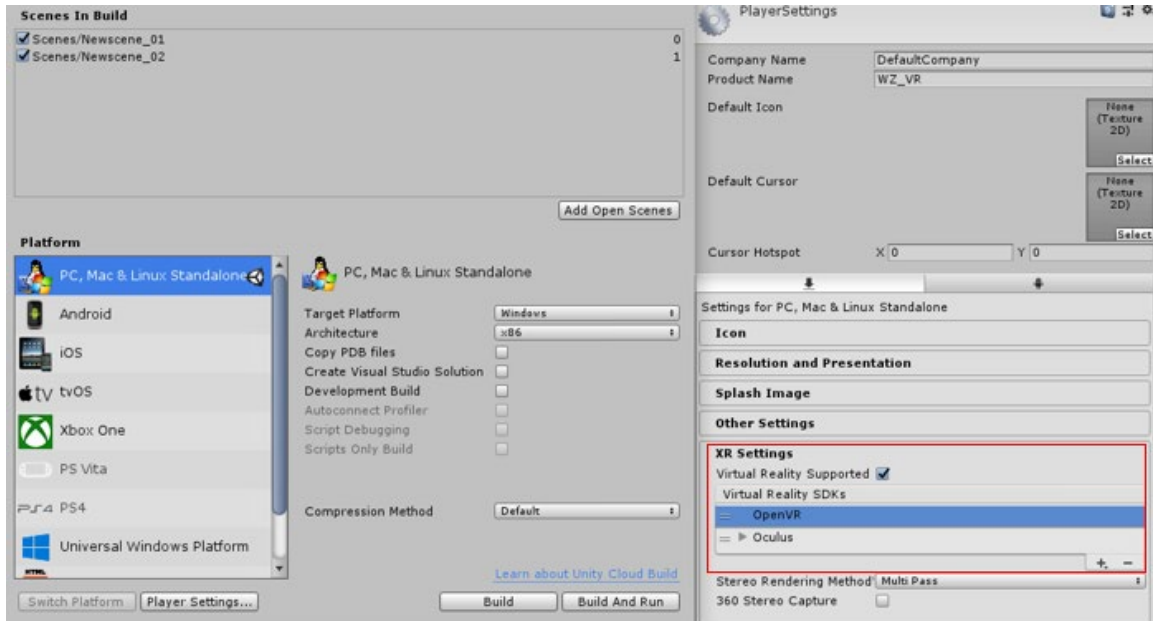 Scenes In Build
Scenes/Newscene_01 0
Scenes/Newscene_02 1
Add Open Scenes
Platform
PC, Mac & Linux Standalone
Android
iOS
tv tvOS
Xbox One
PS Vita
PS4 PS4
Universal Windows Platform
HTML
Switch Platform
Player Settings...
PC, Mac & Linux Standalone
Target Platform Windows
Architecture x86
Copy PDB files
Create Visual Studio Solution
Development Build
Autoconnect Profiler
Script Debugging
Scripts Only Build
Compression Method Default
Learn about Unity Cloud Build
Build
Build And Run
PlayerSettings
Company Name DefaultCompany
Product Name WZ_VR
Default Icon
None
(Texture
2D)
Select
Default Cursor
None
(Texture
2D)
Select
Cursor Hotspot X 0 Y 0
Settings for PC, Mac & Linux Standalone
Icon
Resolution and Presentation
Splash Image
Other Settings
XR Settings
Virtual Reality Supported
Virtual Reality SDKs
OpenVR
Oculus
Stereo Rendering Method Multi Pass
360 Stereo Capture